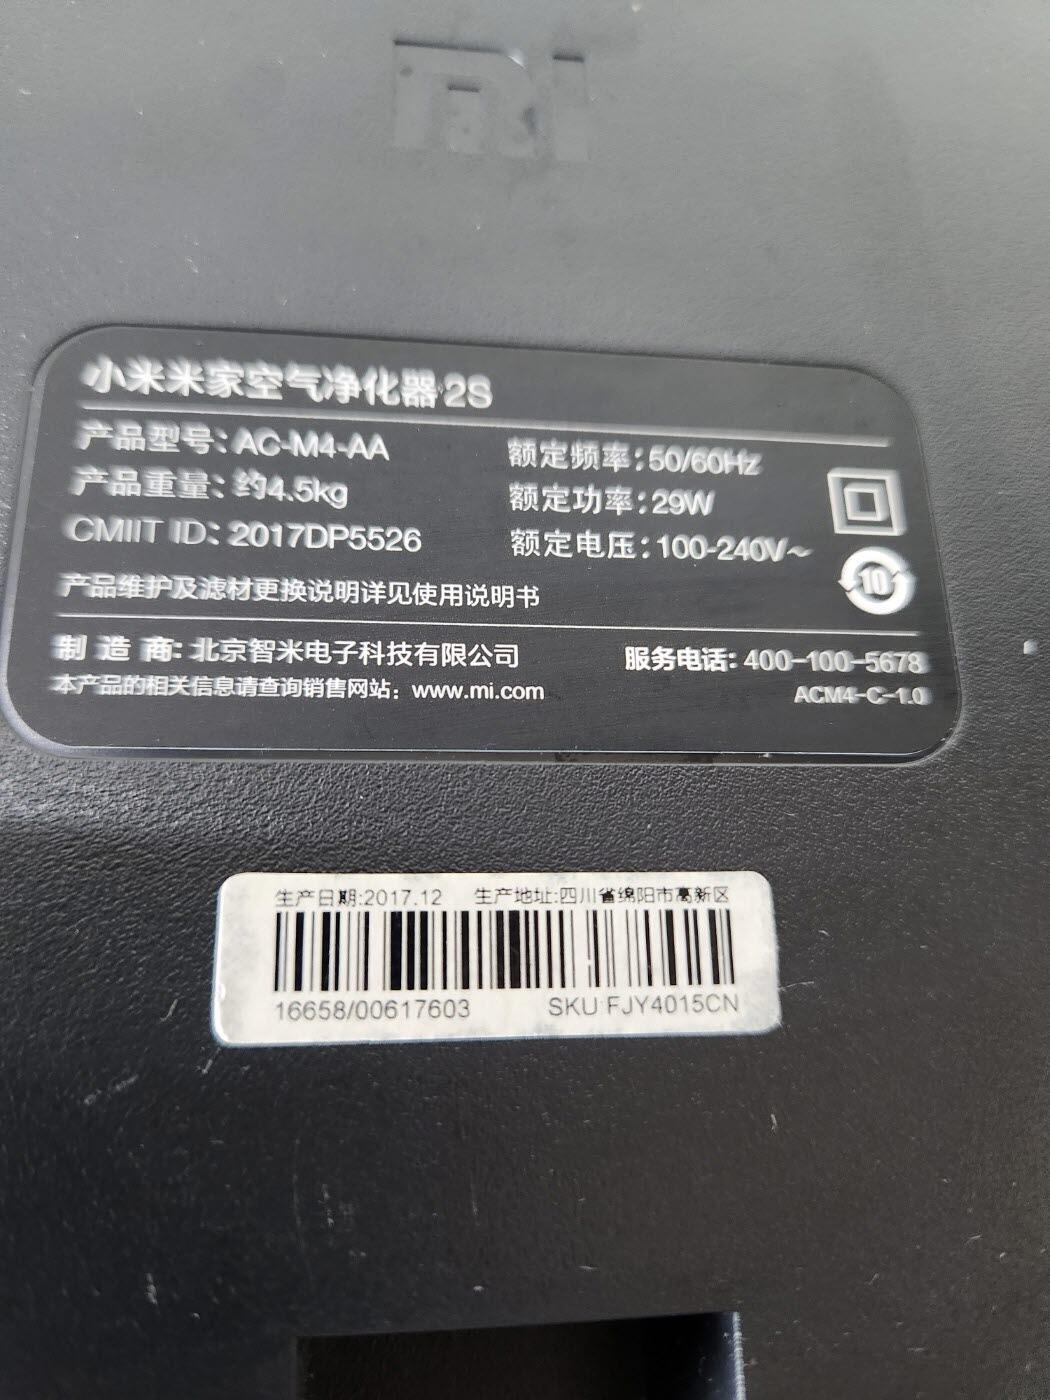 小米米家空气净化器 2S
产品型号: AC-M4-AA
额定频率: 50/60Hz
产品重量: 约4.5kg
额定功率: 29W
CMIIT ID: 2017DP5526
额定电压: 100-240V~
10
产品维护及滤材更换说明详见使用说明书
制 造 商: 北京智米电子科技有限公司
服务电话: 400-100-5678
本产品的相关信息请查询销售网站: www.mi.com
ACM4-C-1.0
生产日期:2017.12 生产地址:四川省绵阳市高新区
16658/00617603 SKU FJY4015CN